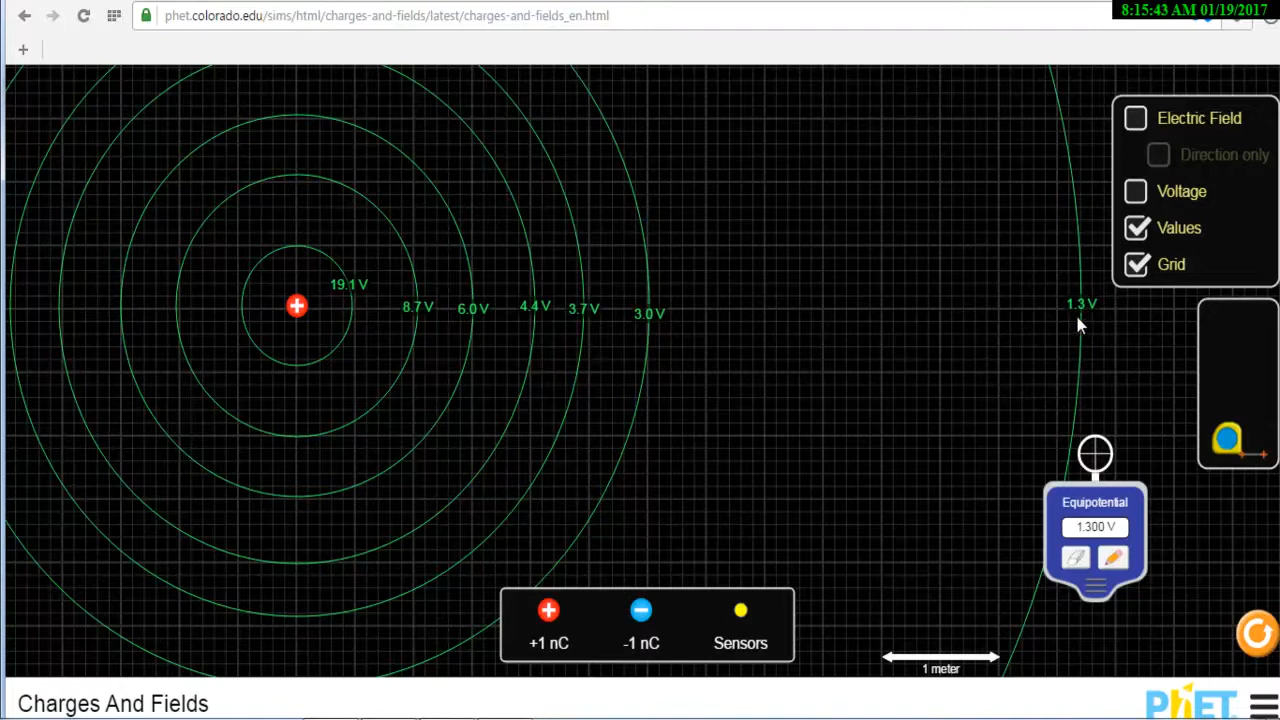 8:15:43 AM 01/19/2017
phet.colorado.edu/sims/html/charges-and-fields/latest/charges-and-fields_en.html
+
Electric Field
Direction only
Voltage
Values
Grid
19.1 V
8.7 V
6.0 V
4.4 V
3.7 V
3.0 V
1.3 V
+
Equipotential
1.300 V
+1 nC
-1 nC
Sensors
1 meter
Charges And Fields
PhET